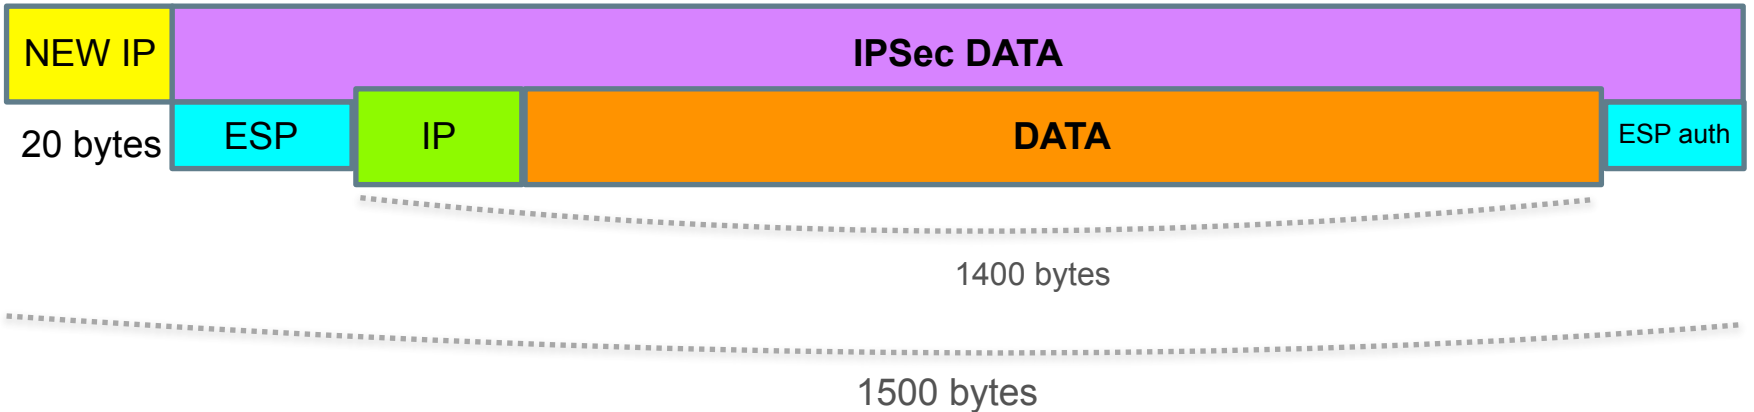 NEW IP
IPSec DATA
20 bytes
ESP
IP
DATA
ESP auth
1400 bytes
1500 bytes